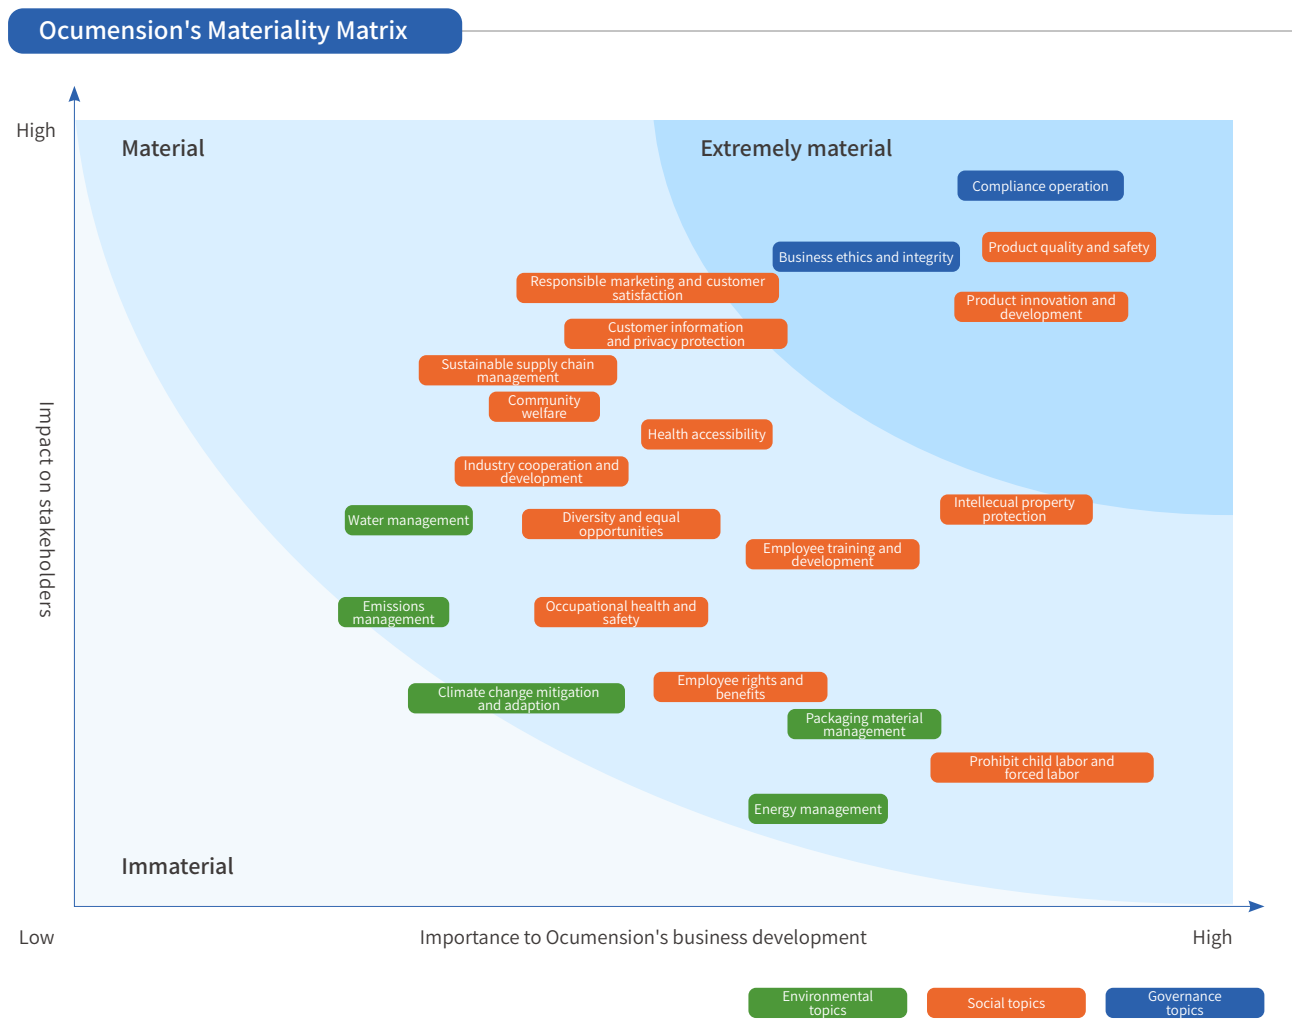 Ocumension's Materiality Matrix
High
Material
Extremely material
Compliance operation
Product quality and safety
Business ethics and integrity
Responsible marketing and customer
satisfaction
Product innovation and
development
Customer information
and privacy protection
Sustainable supply chain
management
Community
welfare
Health accessibility
Industry cooperation and
development
Water management
Diversity and equal
opportunities
Intellecual property
protection
Employee training and
development
Impact on stakeholders
Emissions
management
Occupational health and
safety
Climate change mitigation
and adaption
Employee rights and
benefits
Packaging material
management
Prohibit child labor and
forced labor
Energy management
Immaterial
Low
Importance to Ocumension's business development
High
Environmental
topics
Social topics
Governance
topics